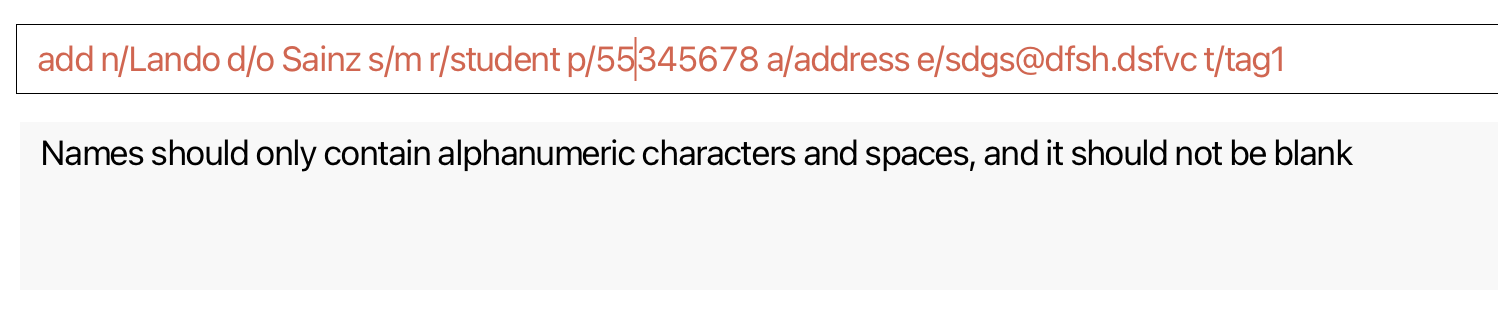 add n/Lando d/o Sainz s/m r/student p/55345678 a/address e/sdgs@dfsh.dsfvc t/tag1
Names should only contain alphanumeric characters and spaces, and it should not be blank